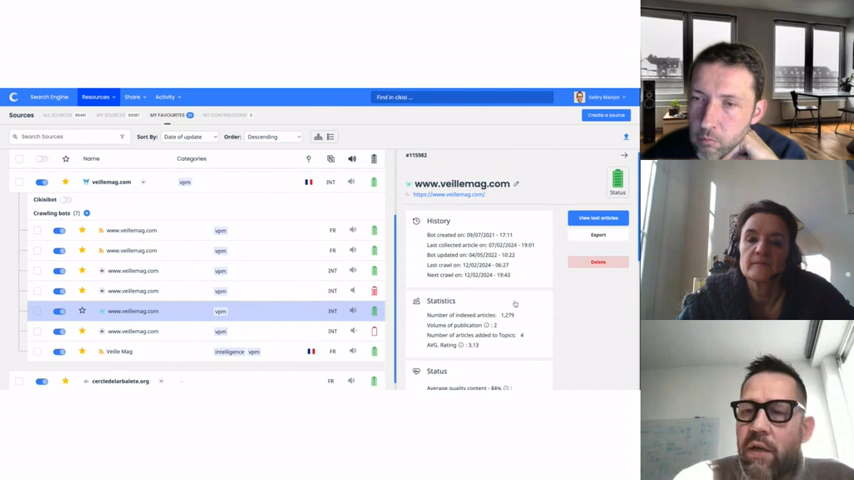 Search Engine Resources Share Activity Find in cikisi ... Valéry Mainjot
Sources ALL SOURCES MY SOURCES MY FAVOURITES MY CONTRIBUTIONS Create a source
Search Sources Sort By: Date of update Order: Descending
Name Categories
veillemag.com vpm INT
Cikisibot
Crawling bots (7)
www.veillemag.com vpm FR
www.veillemag.com vpm FR
www.veillemag.com vpm INT
www.veillemag.com vpm INT
www.veillemag.com vpm INT
www.veillemag.com vpm INT
Veille Mag intelligence vpm FR
cercledelarbalete.org - FR
#115982
www.veillemag.com
https://www.veillemag.com/
Status
History
Bot created on: 09/07/2021 - 17:11
Last collected article on: 07/02/2024 - 19:01
Bot updated on: 04/05/2022 - 10:22
Last crawl on: 12/02/2024 - 06:27
Next crawl on: 12/02/2024 - 19:43
View last articles
Export
Delete
Statistics
Number of indexed articles: 1,279
Volume of publication : 2
Number of articles added to Topics: 4
AVG. Rating : 3.13
Status
Average quality content - 84% :